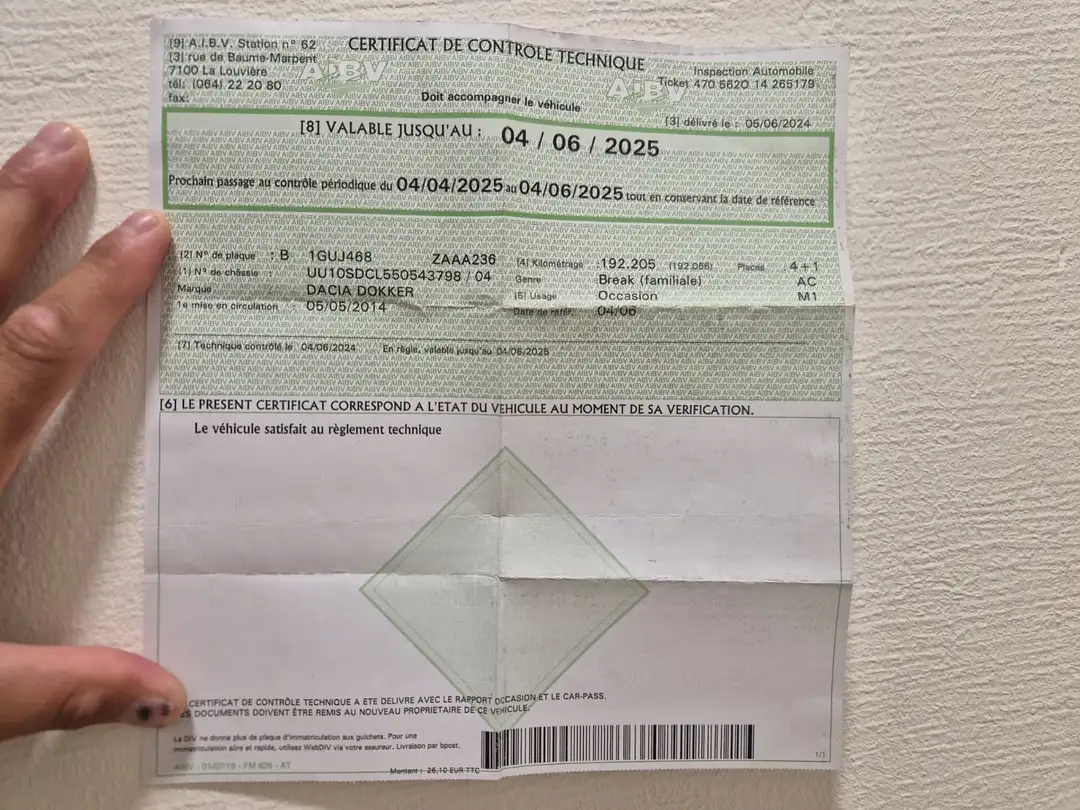 [9] A.I.B.V. Station n° 62
[3] rue de Baume-Marpent
7100 La Louvière
tél: (064) 22 20 80
fax:
CERTIFICAT DE CONTROLE TECHNIQUE
AIBV
AIBV
Inspection Automobile
Ticket 470 5620 14 265179
Doit accompagner le véhicule
[3] délivré le : 05/06/2024
[8] VALABLE JUSQU'AU : 04 / 06 / 2025
Prochain passage au contrôle périodique du 04/04/2025 au 04/06/2025 tout en conservant la date de référence
[2] N° de plaque : B 1GUJ468 ZAAA236 [4] Kilométrage :192.205 (192.056) Places 4+1
[1] N° de châssis : UU10SDCL550543798 / 04 Genre Break (familiale) AC
Marque DACIA DOKKER [5] Usage Occasion M1
1e mise en circulation 05/05/2014 Date de référ. 04/06
[7] Technique contrôlé le 04/06/2024 En règle, valable jusqu'au 04/06/2025
[6] LE PRESENT CERTIFICAT CORRESPOND A L'ETAT DU VEHICULE AU MOMENT DE SA VERIFICATION.
Le véhicule satisfait au règlement technique
CERTIFICAT DE CONTRÔLE TECHNIQUE A ETE DELIVRE AVEC LE RAPPORT OCCASION ET LE CAR-PASS.
DOCUMENTS DOIVENT ÊTRE REMIS AU NOUVEAU PROPRIETAIRE DE CE VEHICULE.
La DIV ne donne plus de plaque d'immatriculation aux guichets. Pour une
immatriculation sûre et rapide, utilisez WebDIV via votre assureur. Livraison par bpost.
AIBV - 01/07/19 - FM 826 - AT
Montant : 26,10 EUR TTC
1/1